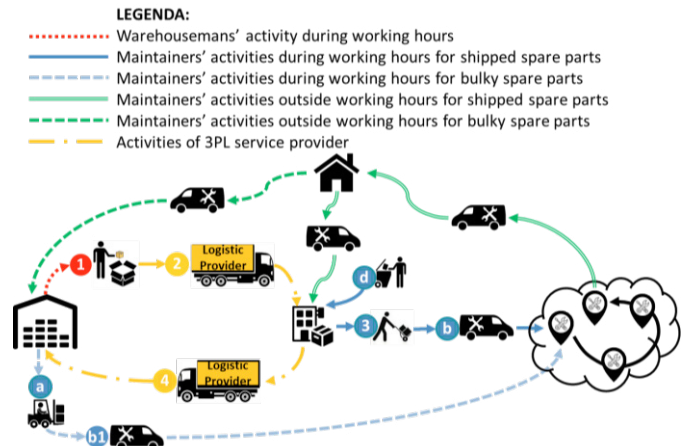 LEGENDA:
Warehousemans' activity during working hours
Maintainers' activities during working hours for shipped spare parts
Maintainers' activities during working hours for bulky spare parts
Maintainers' activities outside working hours for shipped spare parts
Maintainers' activities outside working hours for bulky spare parts
Activities of 3PL service provider
1
2
Logistic
Provider
d
3
b
4
Logistic
Provider
a
b1